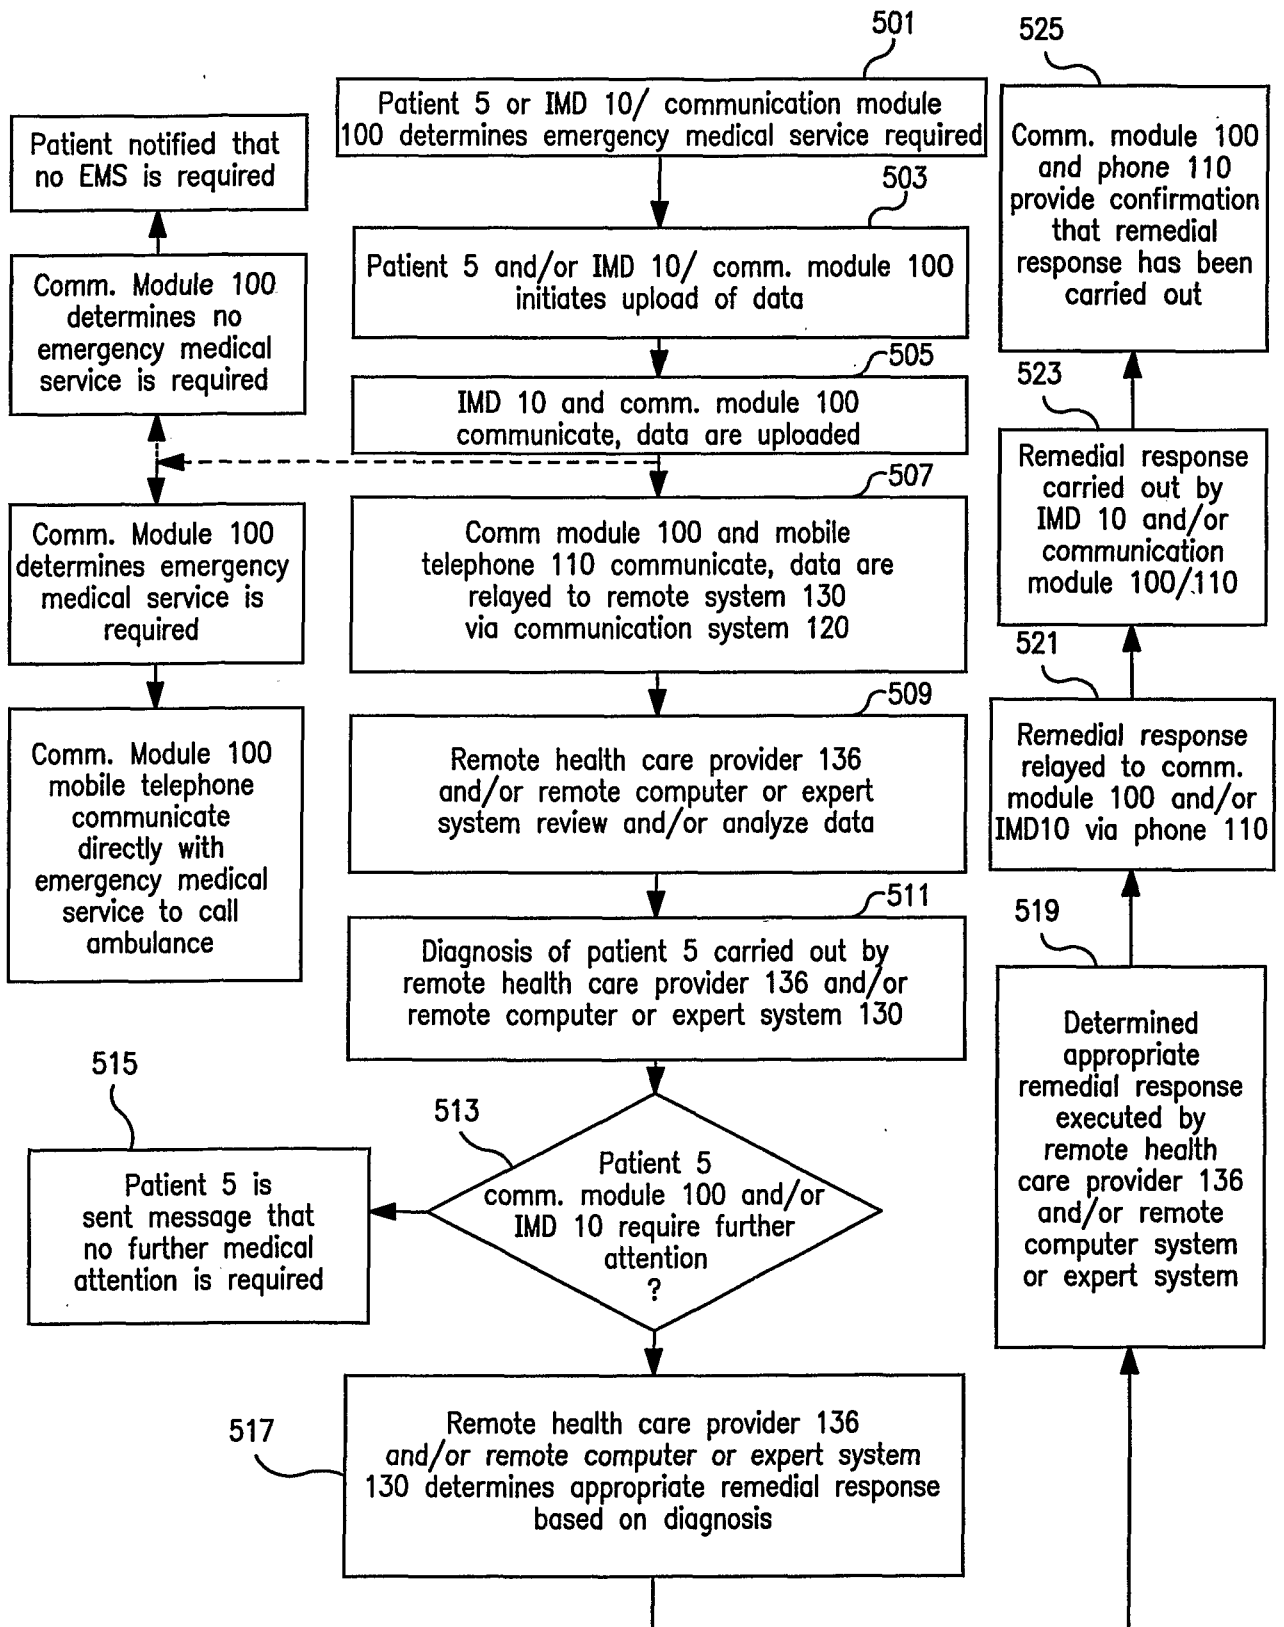 501
Patient 5 or IMD 10/ communication module
100 determines emergency medical service required
503
Patient 5 and/or IMD 10/ comm. module 100
initiates upload of data
505
IMD 10 and comm. module 100
communicate, data are uploaded
Patient notified that
no EMS is required
Comm. Module 100
determines no
emergency medical
service is required
Comm. Module 100
determines emergency
medical service is
required
Comm. Module 100
mobile telephone
communicate
directly with
emergency medical
service to call
ambulance
507
Comm module 100 and mobile
telephone 110 communicate, data are
relayed to remote system 130
via communication system 120
509
Remote health care provider 136
and/or remote computer or expert
system review and/or analyze data
511
Diagnosis of patient 5 carried out by
remote health care provider 136 and/or
remote computer or expert system 130
513
Patient 5
comm. module 100 and/or
IMD 10 require further
attention
?
515
Patient 5 is
sent message that
no further medical
attention is required
517
Remote health care provider 136
and/or remote computer or expert system
130 determines appropriate remedial response
based on diagnosis
519
Determined
appropriate
remedial response
executed by
remote health
care provider 136
and/or remote
computer system
or expert system
521
Remedial response
relayed to comm.
module 100 and/or
IMD10 via phone 110
523
Remedial response
carried out by
IMD 10 and/or
communication
module 100/110
525
Comm. module 100
and phone 110
provide confirmation
that remedial
response has been
carried out